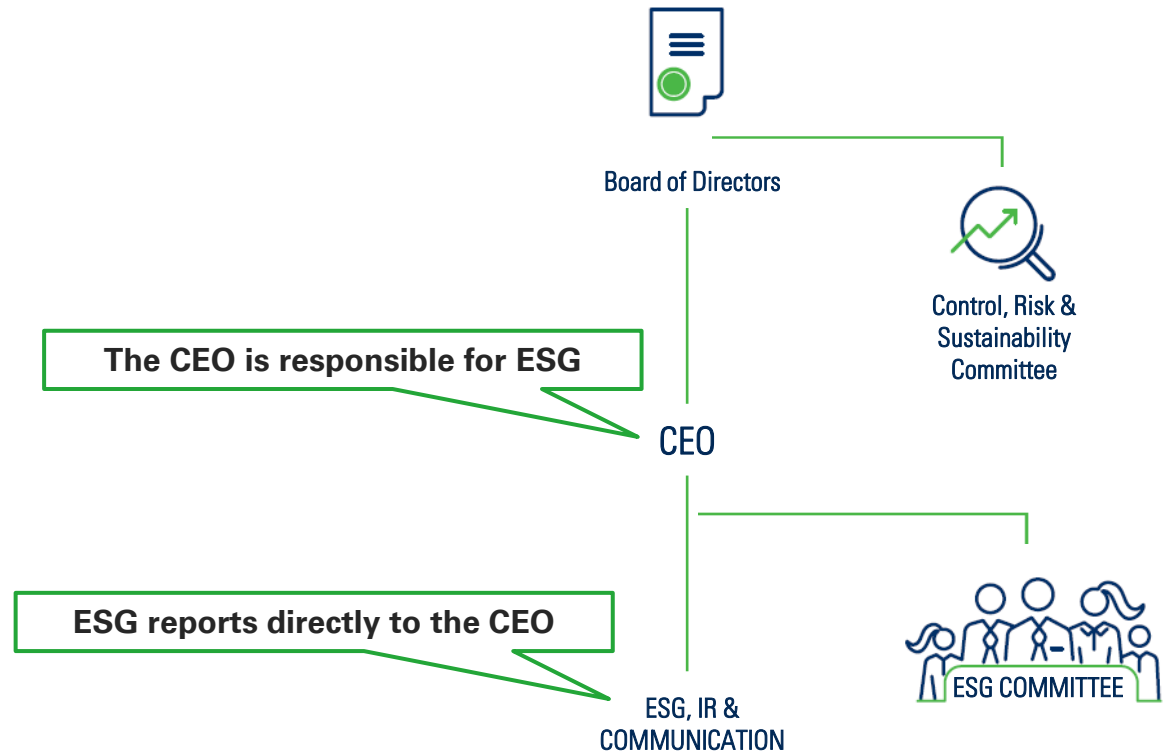 Board of Directors
Control, Risk &
Sustainability
Committee
The CEO is responsible for ESG
CEO
ESG reports directly to the CEO
ESG COMMITTEE
ESG, IR &
COMMUNICATION